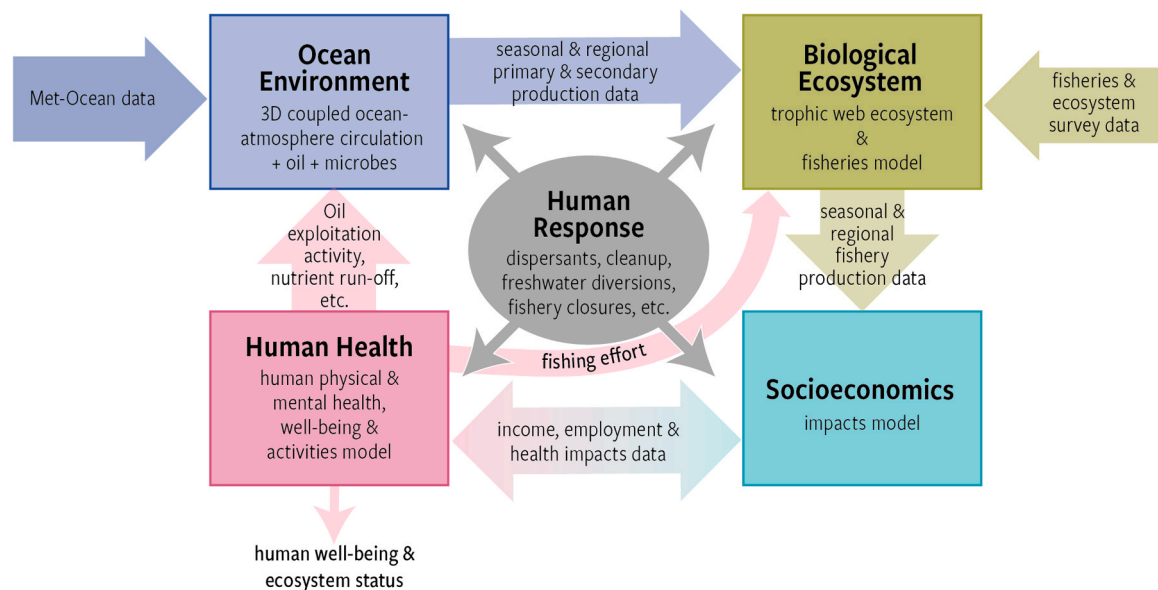 Met-Ocean data
Ocean
Environment
3D coupled ocean-
atmosphere circulation
+ oil + microbes
seasonal & regional
primary & secondary
production data
Biological
Ecosystem
trophic web ecosystem
&
fisheries model
fisheries &
ecosystem
survey data
Oil
exploitation
activity,
nutrient run-off,
etc.
Human
Response
dispersants, cleanup,
freshwater diversions,
fishery closures, etc.
seasonal &
regional
fishery
production data
Human Health
human physical &
mental health,
well-being &
activities model
fishing effort
income, employment &
health impacts data
Socioeconomics
impacts model
human well-being &
ecosystem status